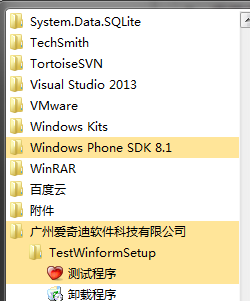 System.Data.SQLite
TechSmith
TortoiseSVN
Visual Studio 2013
VMware
Windows Kits
Windows Phone SDK 8.1
WinRAR
百度云
附件
广州爱奇迪软件科技有限公司
TestWinformSetup
测试程序
卸载程序